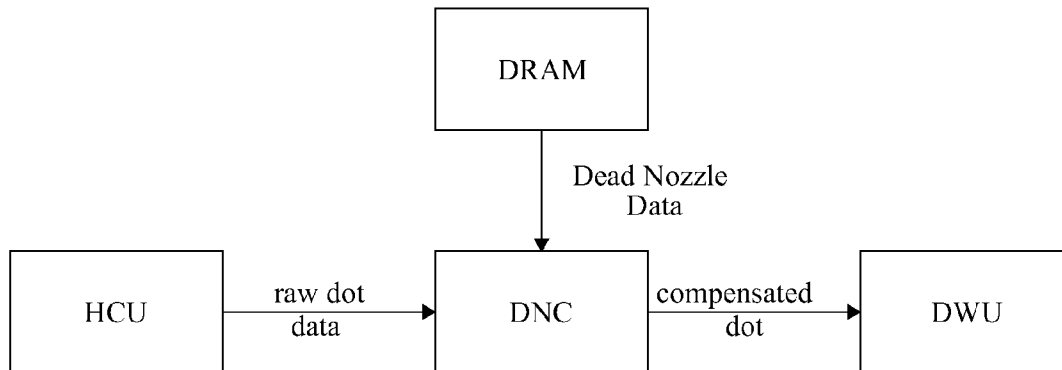 DRAM
Dead Nozzle
Data
HCU
raw dot
data
DNC
compensated
dot
DWU